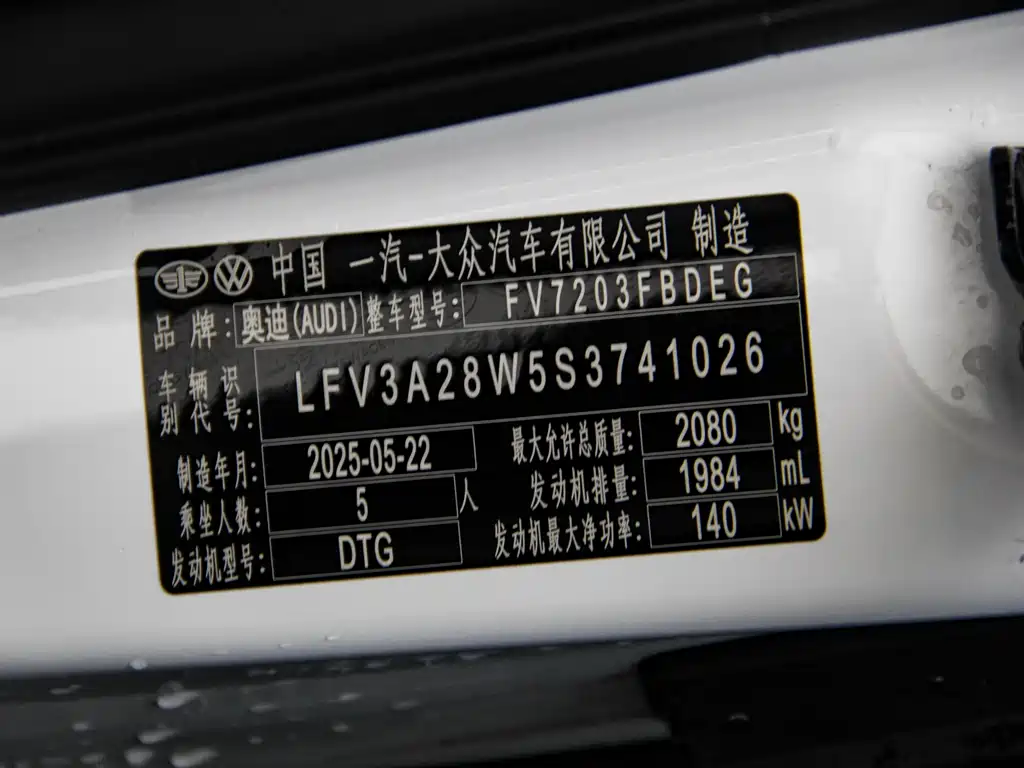 中国 一汽-大众汽车有限公司 制造
品牌: 奥迪(AUDI) 整车型号: FV7203FBDEG
车辆识别代号: LFV3A28W5S3741026
制造年月: 2025-05-22 最大允许总质量: 2080 kg
乘坐人数: 5 人 发动机排量: 1984 mL
发动机型号: DTG 发动机最大净功率: 140 kW